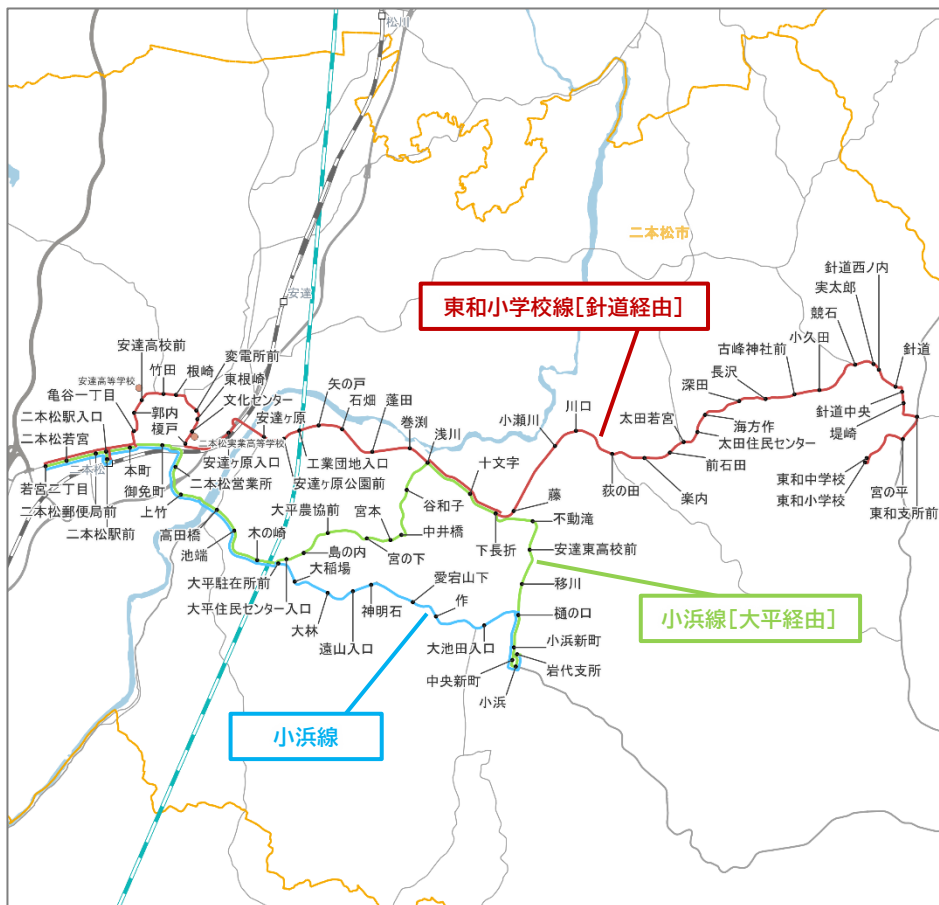 松川
二本松市
安達
東和小学校線[針道経由]
針道西ノ内
実太郎
競石
小久田
古峰神社前
長沢
深田
針道
海方作
太田若宮
太田住民センター
前石田
針道中央
堤崎
東和中学校
東和小学校
宮の平
東和支所前
楽内
荻の田
川口
小瀬川
安達高校前
竹田
根崎
変電所前
東根崎
文化センター
安達高等学校
亀谷一丁目
郭内
榎戸
二本松駅入口
二本松若宮
二本松
二本松実業高等学校
安達ヶ原
矢の戸
石畑
蓬田
巻渕
浅川
工業団地入口
安達ヶ原公園前
安達ヶ原入口
二本松営業所
本町
御免町
若宮二丁目
二本松郵便局前
二本松駅前
上竹
高田橋
池端
木の崎
大平農協前
宮本
谷和子
中井橋
宮の下
島の内
大稲場
十文字
藤
下長折
不動滝
安達東高校前
移川
樋の口
小浜線[大平経由]
大平駐在所前
大平住民センター入口
大林
遠山入口
神明石
愛宕山下
作
大池田入口
小浜新町
岩代支所
中央新町
小浜
小浜線